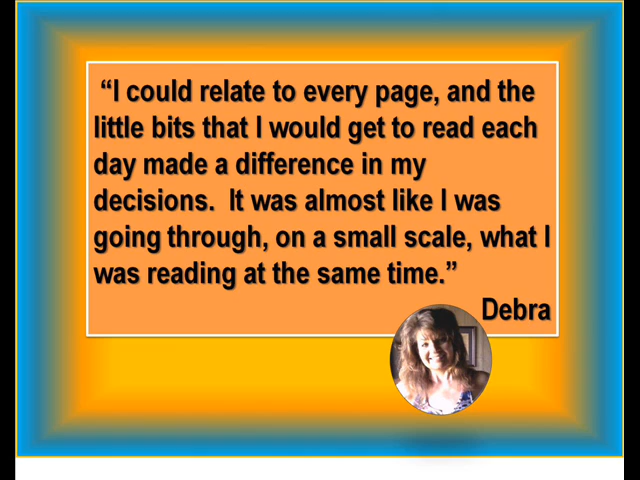 “I could relate to every page, and the
little bits that I would get to read each
day made a difference in my
decisions.  It was almost like I was
going through, on a small scale, what I
was reading at the same time.”
Debra